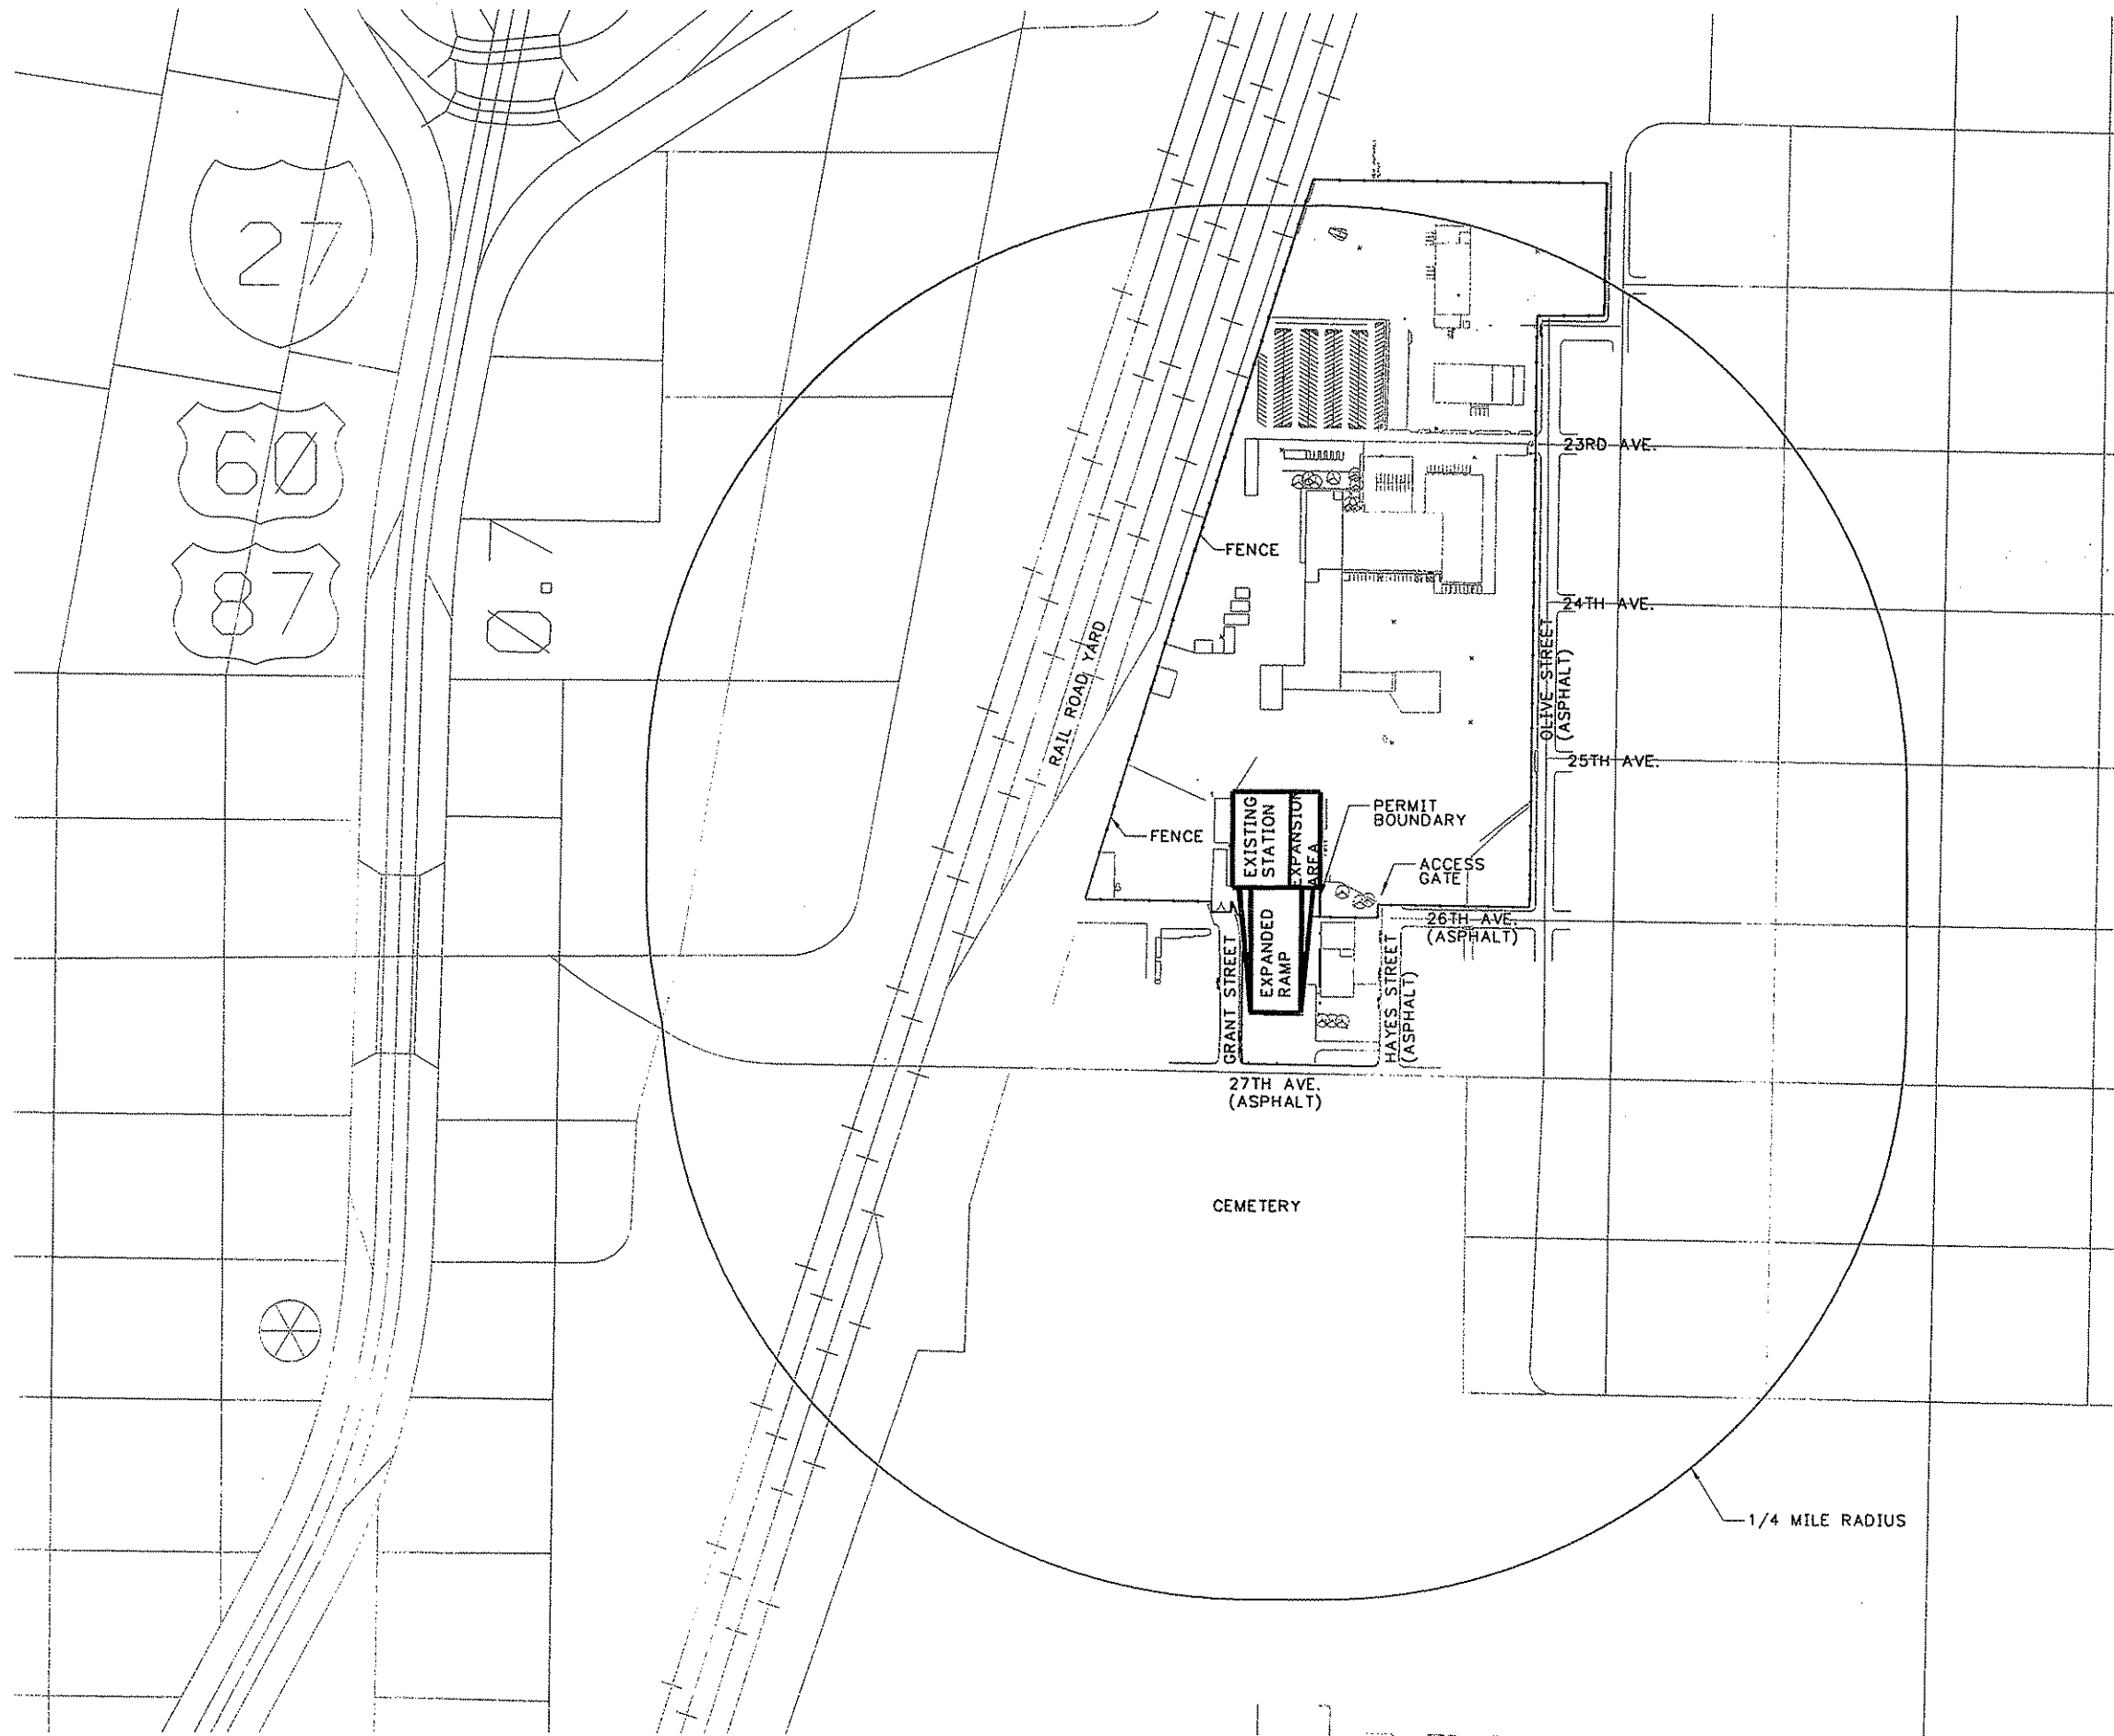 27
60
87
23RD AVE.
FENCE
24TH AVE.
OLIVE STREET
(ASPHALT)
RAIL ROAD YARD
25TH AVE.
EXISTING
STATION
EXPANSION
AREA
PERMIT
BOUNDARY
FENCE
ACCESS
GATE
26TH AVE.
(ASPHALT)
EXPANDED
RAMP
GRANT STREET
HAYES STREET
(ASPHALT)
27TH AVE.
(ASPHALT)
CEMETERY
1/4 MILE RADIUS